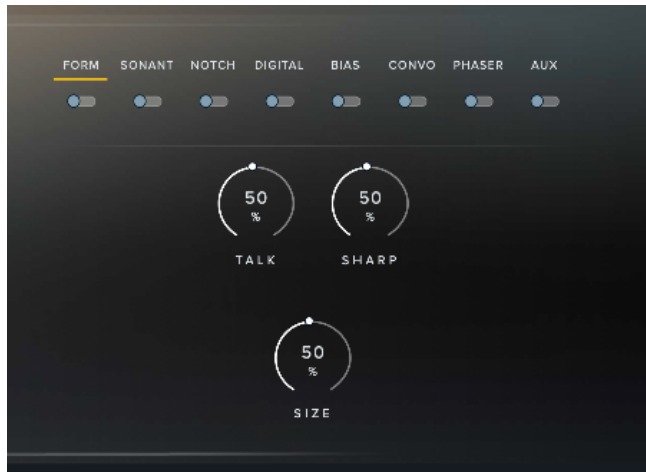 FORM SONANT NOTCH DIGITAL BIAS CONVO PHASER AUX
50 50
% %
TALK SHARP
50
%
SIZE